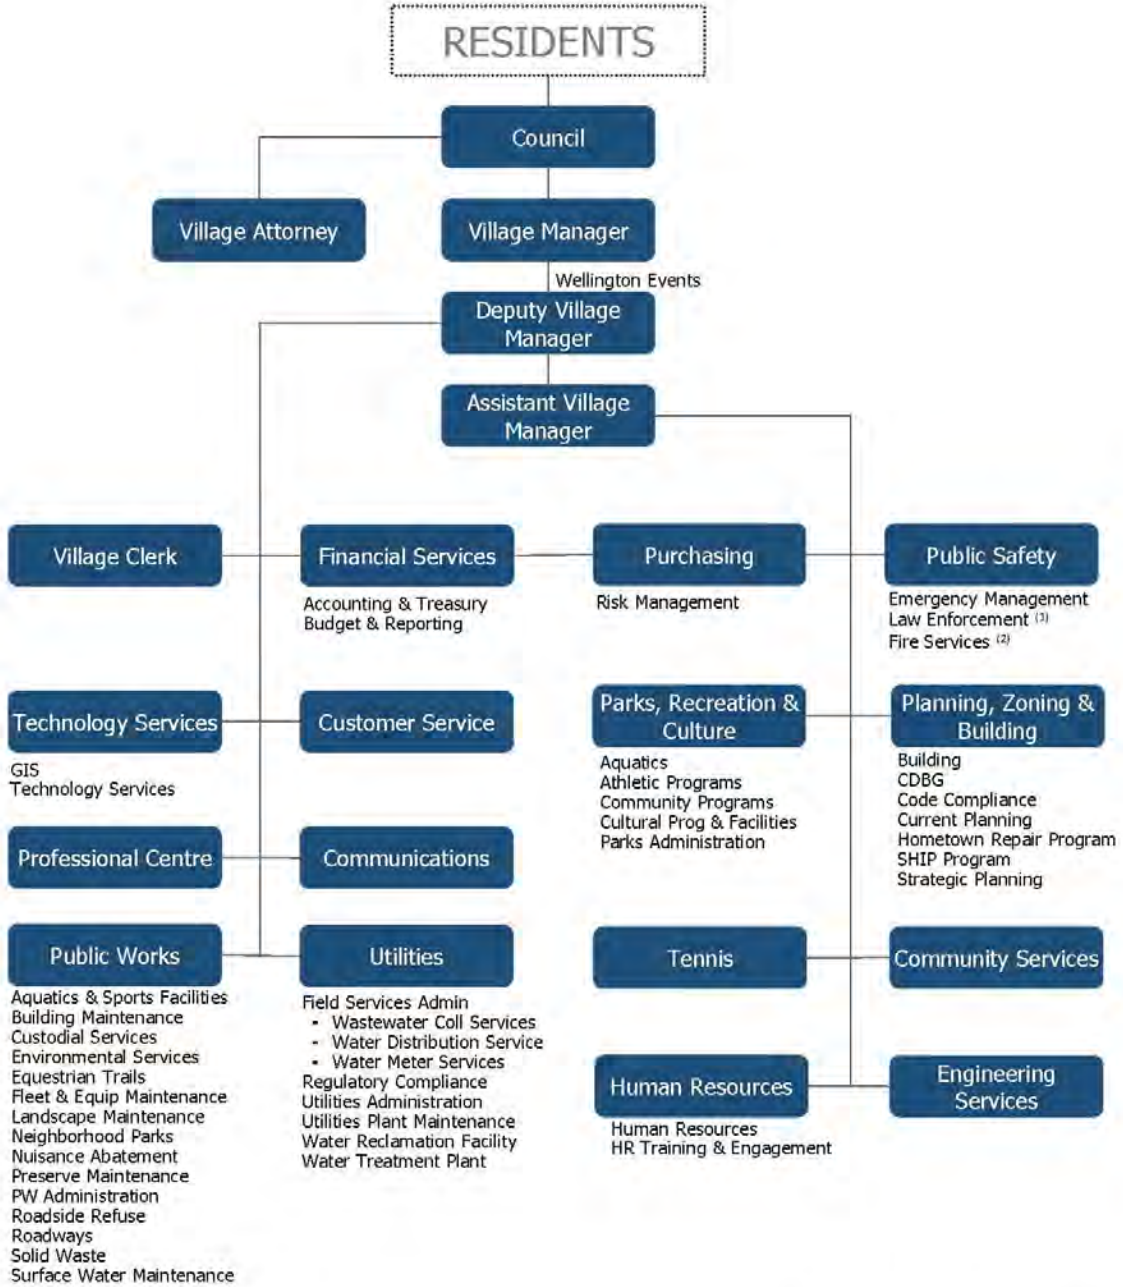 RESIDENTS
Council
Village Attorney
Village Manager
Wellington Events
Deputy Village
Manager
Assistant Village
Manager
Village Clerk
Financial Services
Accounting & Treasury
Budget & Reporting
Purchasing
Risk Management
Public Safety
Emergency Management
Law Enforcement (1)
Fire Services (2)
Technology Services
GIS
Technology Services
Customer Service
Parks, Recreation &
Culture
Aquatics
Athletic Programs
Community Programs
Cultural Prog & Facilities
Parks Administration
Planning, Zoning &
Building
Building
CDBG
Code Compliance
Current Planning
Hometown Repair Program
SHIP Program
Strategic Planning
Professional Centre
Communications
Public Works
Aquatics & Sports Facilities
Building Maintenance
Custodial Services
Environmental Services
Equestrian Trails
Fleet & Equip Maintenance
Landscape Maintenance
Neighborhood Parks
Nuisance Abatement
Preserve Maintenance
PW Administration
Roadside Refuse
Roadways
Solid Waste
Surface Water Maintenance
Utilities
Field Services Admin
- Wastewater Coll Services
- Water Distribution Service
- Water Meter Services
Regulatory Compliance
Utilities Administration
Utilities Plant Maintenance
Water Reclamation Facility
Water Treatment Plant
Tennis
Community Services
Human Resources
Human Resources
HR Training & Engagement
Engineering
Services